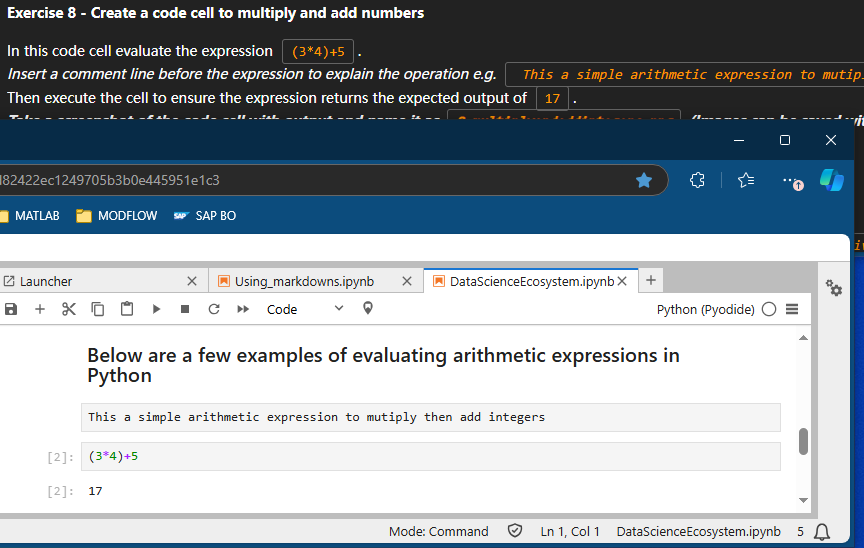 Exercise 8 - Create a code cell to multiply and add numbers
In this code cell evaluate the expression (3*4)+5 .
Insert a comment line before the expression to explain the operation e.g. This a simple arithmetic expression to mutip
Then execute the cell to ensure the expression returns the expected output of 17 .
82422ec1249705b3b0e445951e1c3
MATLAB MODFLOW SAP SAP BO
Launcher Using_markdowns.ipynb DataScienceEcosystem.ipynb
Code Python (Pyodide)
Below are a few examples of evaluating arithmetic expressions in
Python
This a simple arithmetic expression to mutiply then add integers
[2]: (3*4)+5
[2]: 17
Mode: Command Ln 1, Col 1 DataScienceEcosystem.ipynb 5